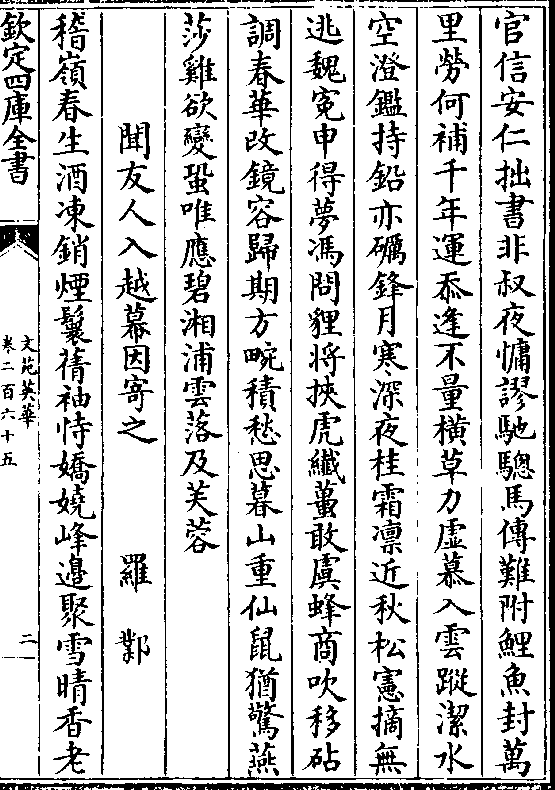 官信安仁拙書非叔夜慵謬馳驄馬傳難附鯉魚封萬
里勞何補千年運忝逢不量横草力虛慕入雲蹤潔水
空澄鑑持鉛亦礪鋒月寒深夜桂霜凛近秋松憲摘無
逃魏寃申得夢馮問貍将挾虎殲蠆敢虞蜂商吹移砧
調春華改鏡容歸期方畹積愁思暮山重仙䑕猶驚燕
莎雞欲變蛩唯應碧湘浦雲落及芙蓉
聞友人入越幕因寄之 羅鄴
稽嶺春生酒凍銷煙鬟蒨袖恃嬌嬈峰邉聚雪晴香老
欽定四庫全書
文苑英華
卷二百六十五
二